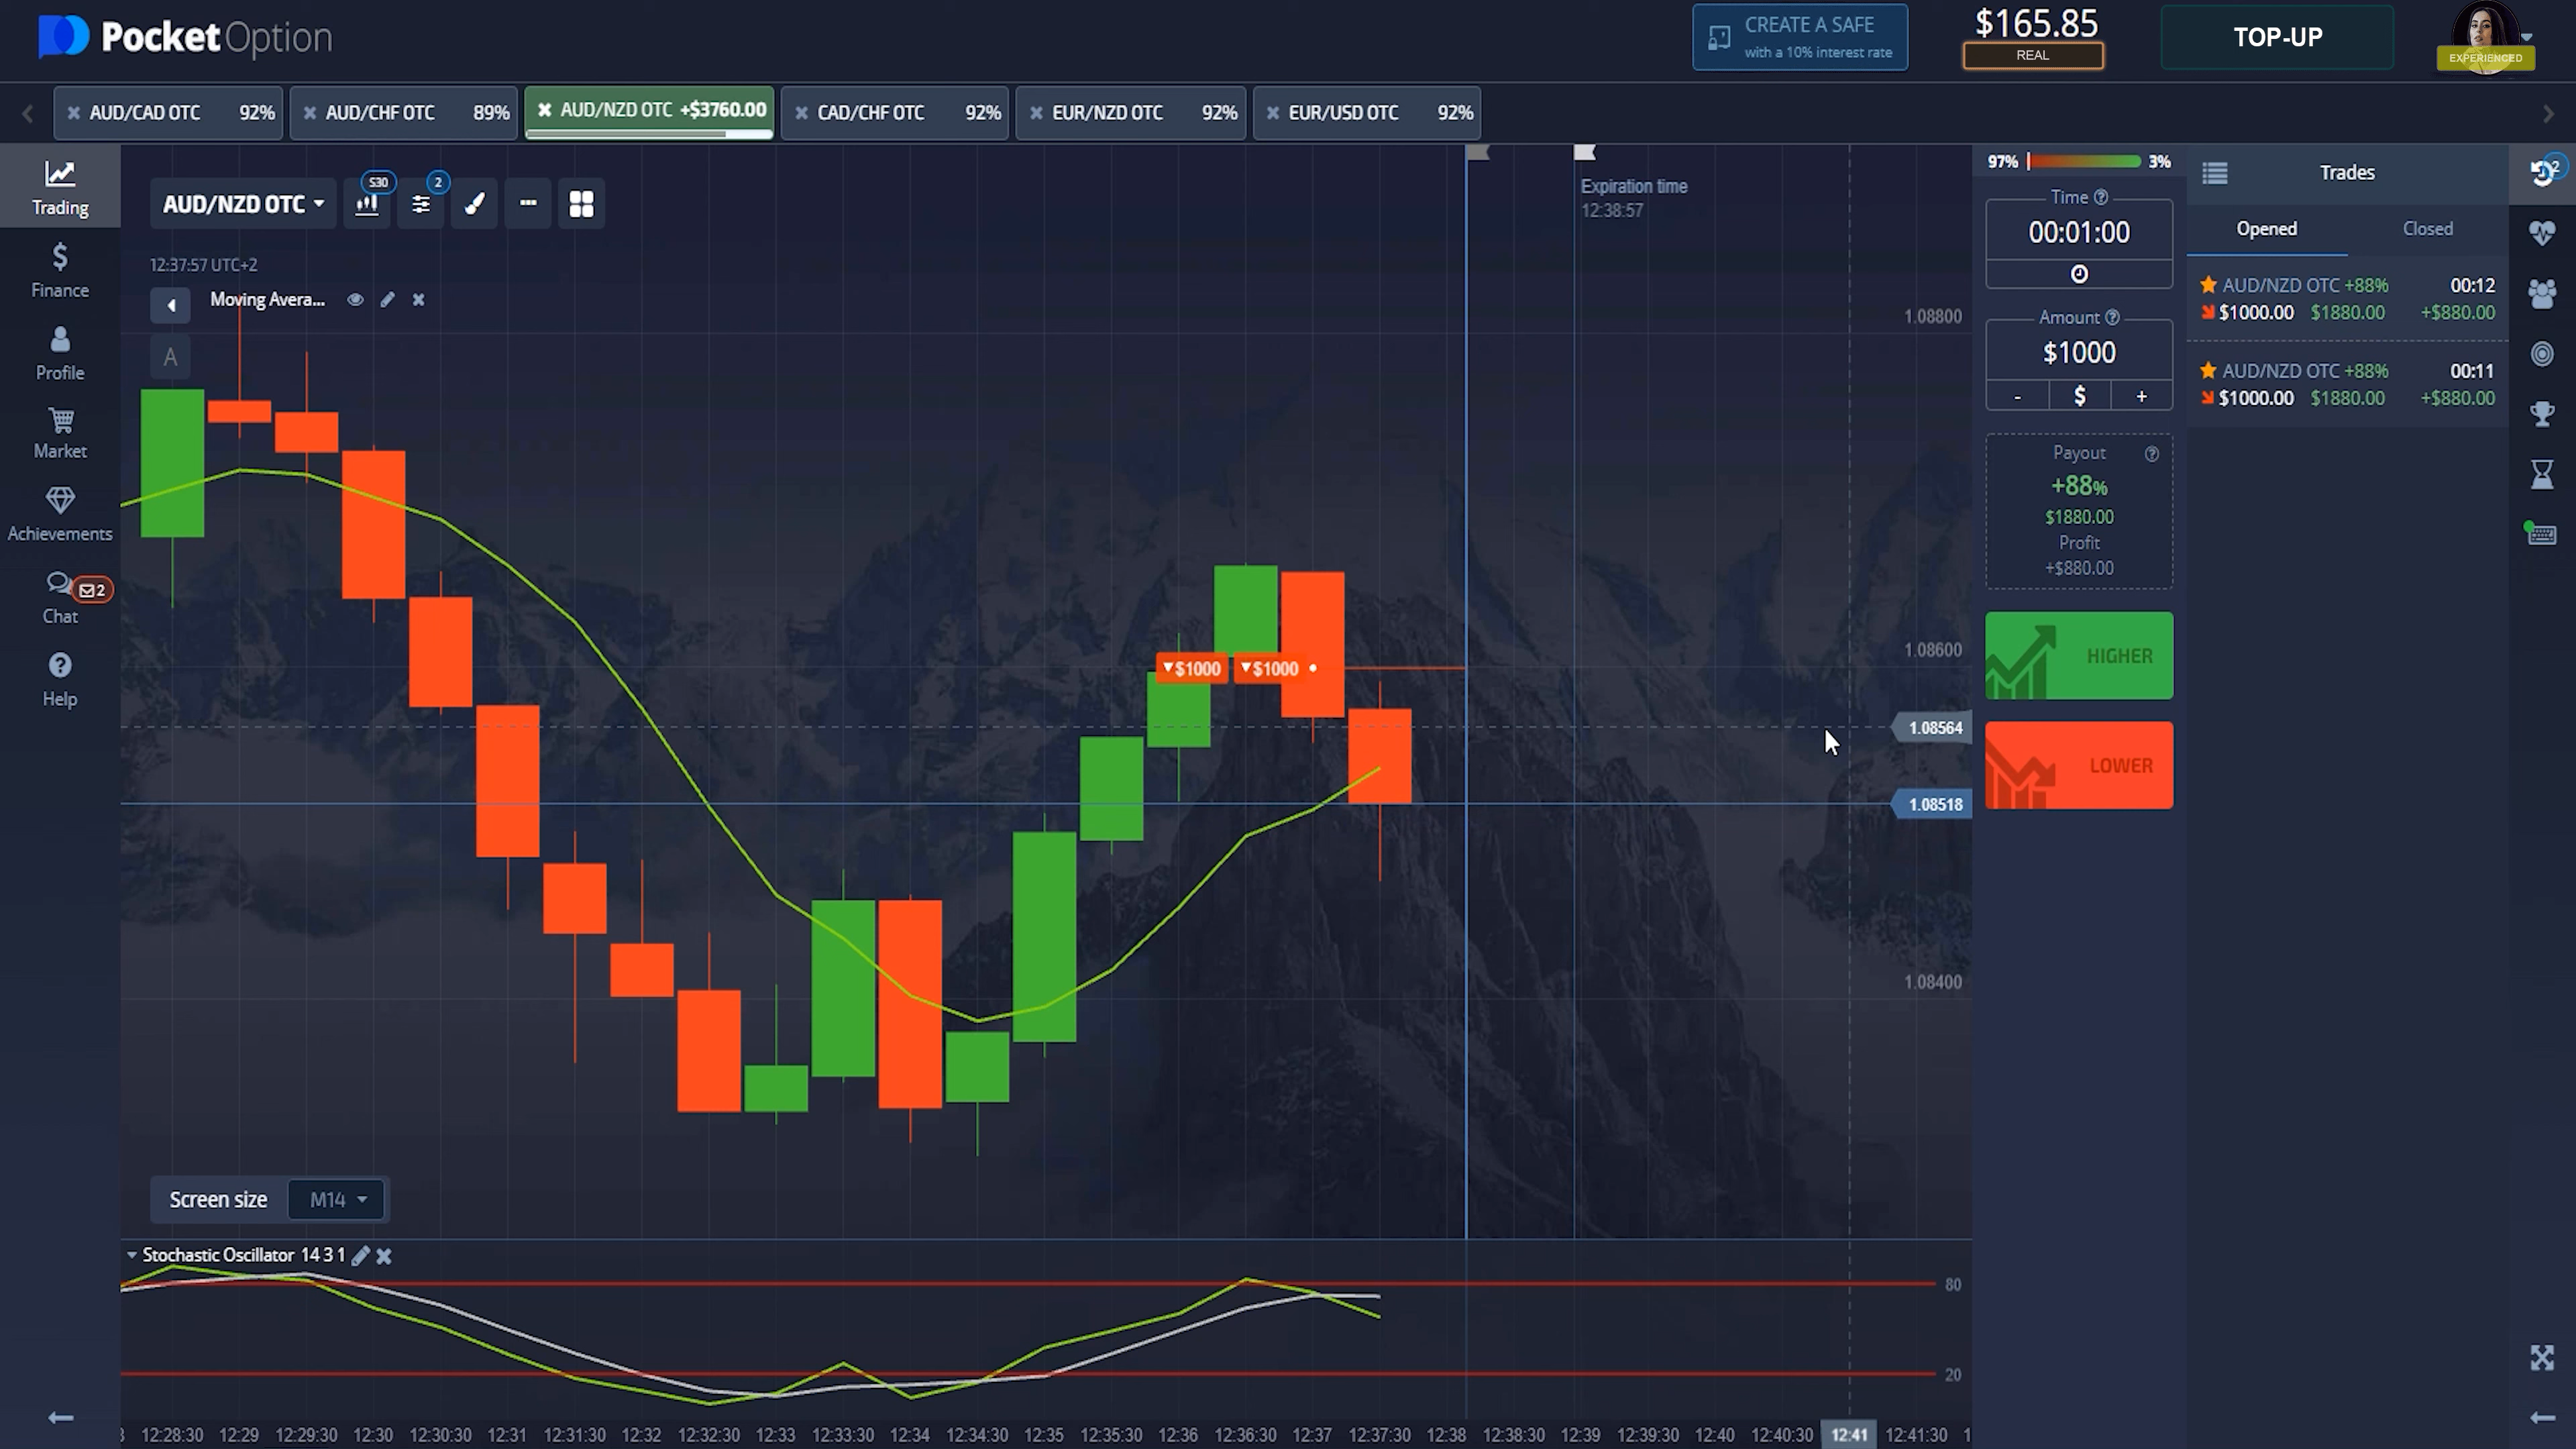 PocketOption
CREATE A SAFE
with a 10% interest rate
$165.85
REAL
TOP-UP
EXPERIENCED
AUD/CAD OTC 92%
AUD/CHF OTC 89%
AUD/NZD OTC +$3760.00
CAD/CHF OTC 92%
EUR/NZD OTC 92%
EUR/USD OTC 92%
Trading
Finance
Profile
Market
Achievements
2
Chat
Help
AUD/NZD OTC
S30
2
12:37:57 UTC+2
Moving Avera...
A
Expiration time
12:38:57
1.08800
1.08600
1.08564
1.08518
1.08400
$1000
$1000
Screen size M14
Stochastic Oscillator 14 3 1
80
20
3 12:28:30 12:29 12:29:30 12:30 12:30:30 12:31 12:31:30 12:32 12:32:30 12:33 12:33:30 12:34 12:34:30 12:35 12:35:30 12:36 12:36:30 12:37 12:37:30 12:38 12:38:30 12:39 12:39:30 12:40 12:40:30 12:41 12:41:30 1
97% 3%
Time
00:01:00
Amount
$1000
- $ +
Payout
+88%
$1880.00
Profit
+$880.00
HIGHER
LOWER
Trades
Opened Closed
AUD/NZD OTC +88% 00:12
$1000.00 $1880.00 +$880.00
AUD/NZD OTC +88% 00:11
$1000.00 $1880.00 +$880.00
2